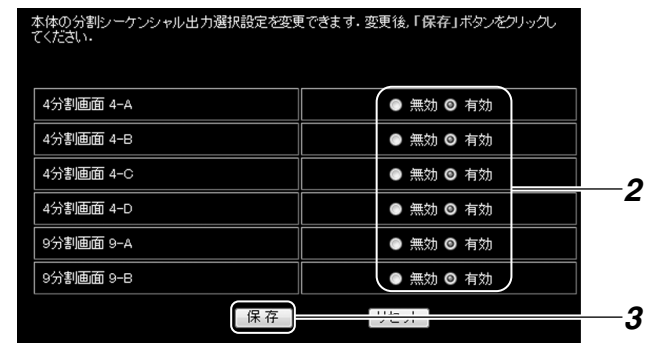 本体の分割シーケンシャル出力選択設定を変更できます．変更後，「保存」ボタンをクリックし
てください．
4分割画面 4-A 無効 有効
4分割画面 4-B 無効 有効
4分割画面 4-C 無効 有効
2
4分割画面 4-D 無効 有効
9分割画面 9-A 無効 有効
9分割画面 9-B 無効 有効
保存 リセット 3